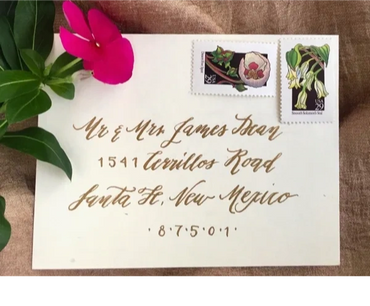 Mr & Mrs James Dean
1541 Cerrillos Road
Santa Fe, New Mexico
·8·7·5·0·1·